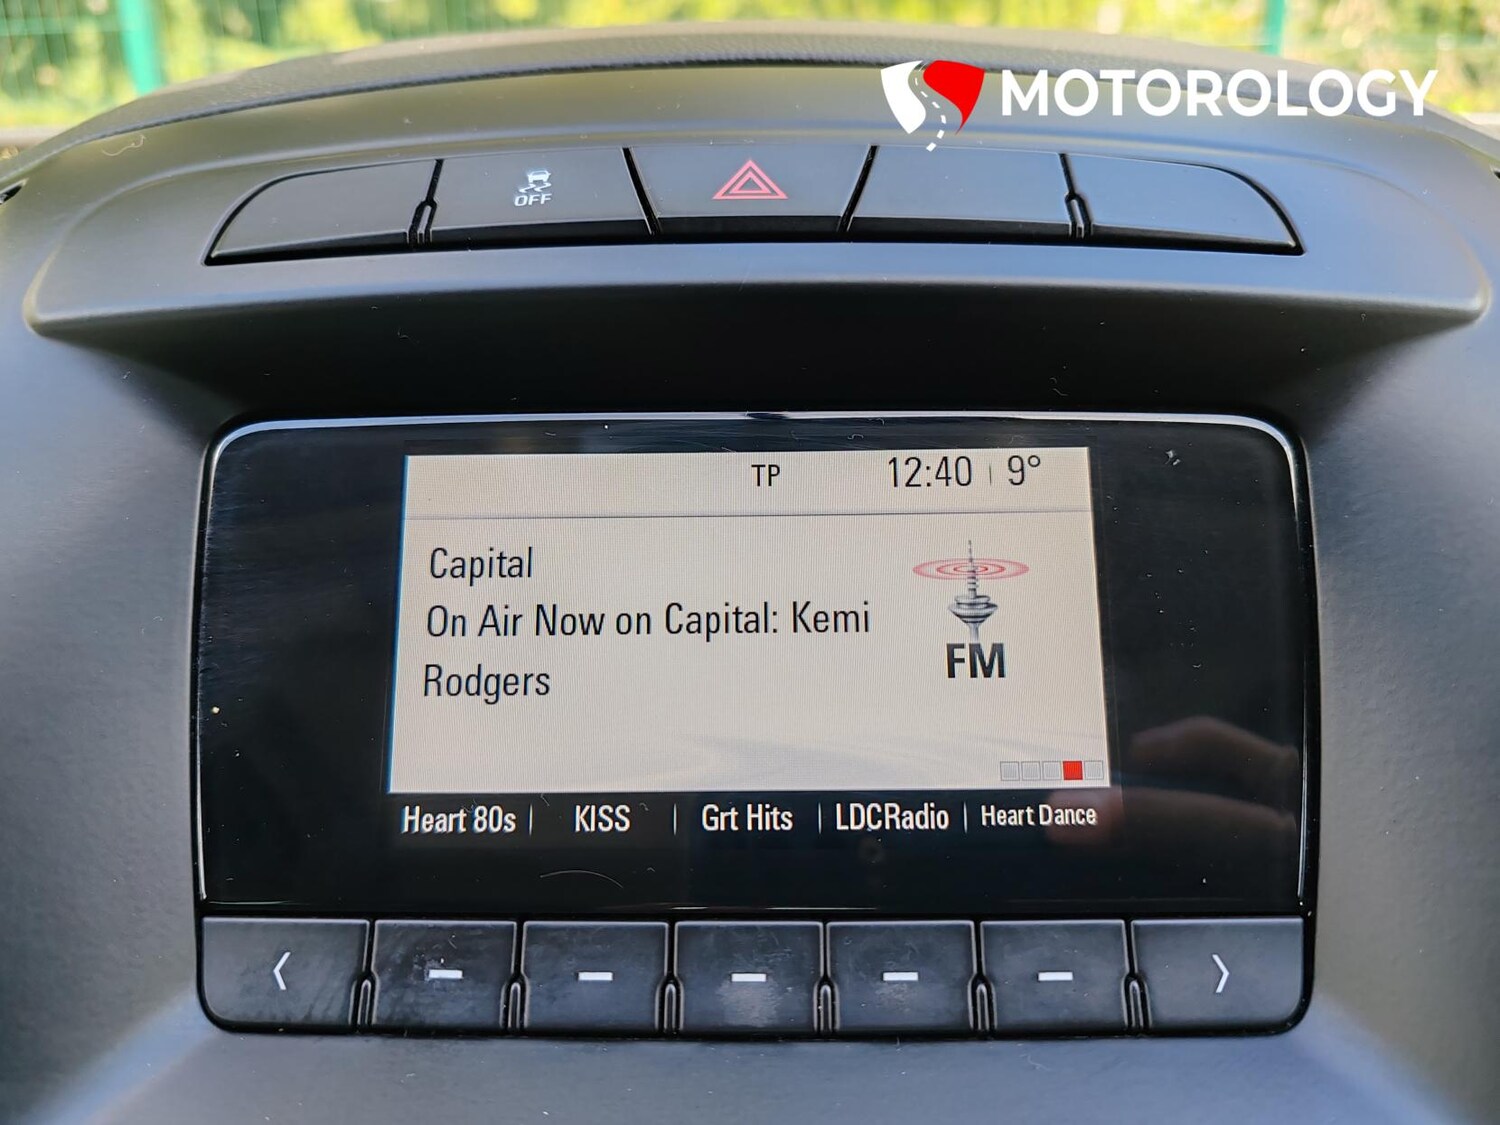 MOTOROLOGY
OFF
TP 12:40 9°
Capital
On Air Now on Capital: Kemi
Rodgers
FM
Heart 80s KISS Grt Hits LDCRadio Heart Dance